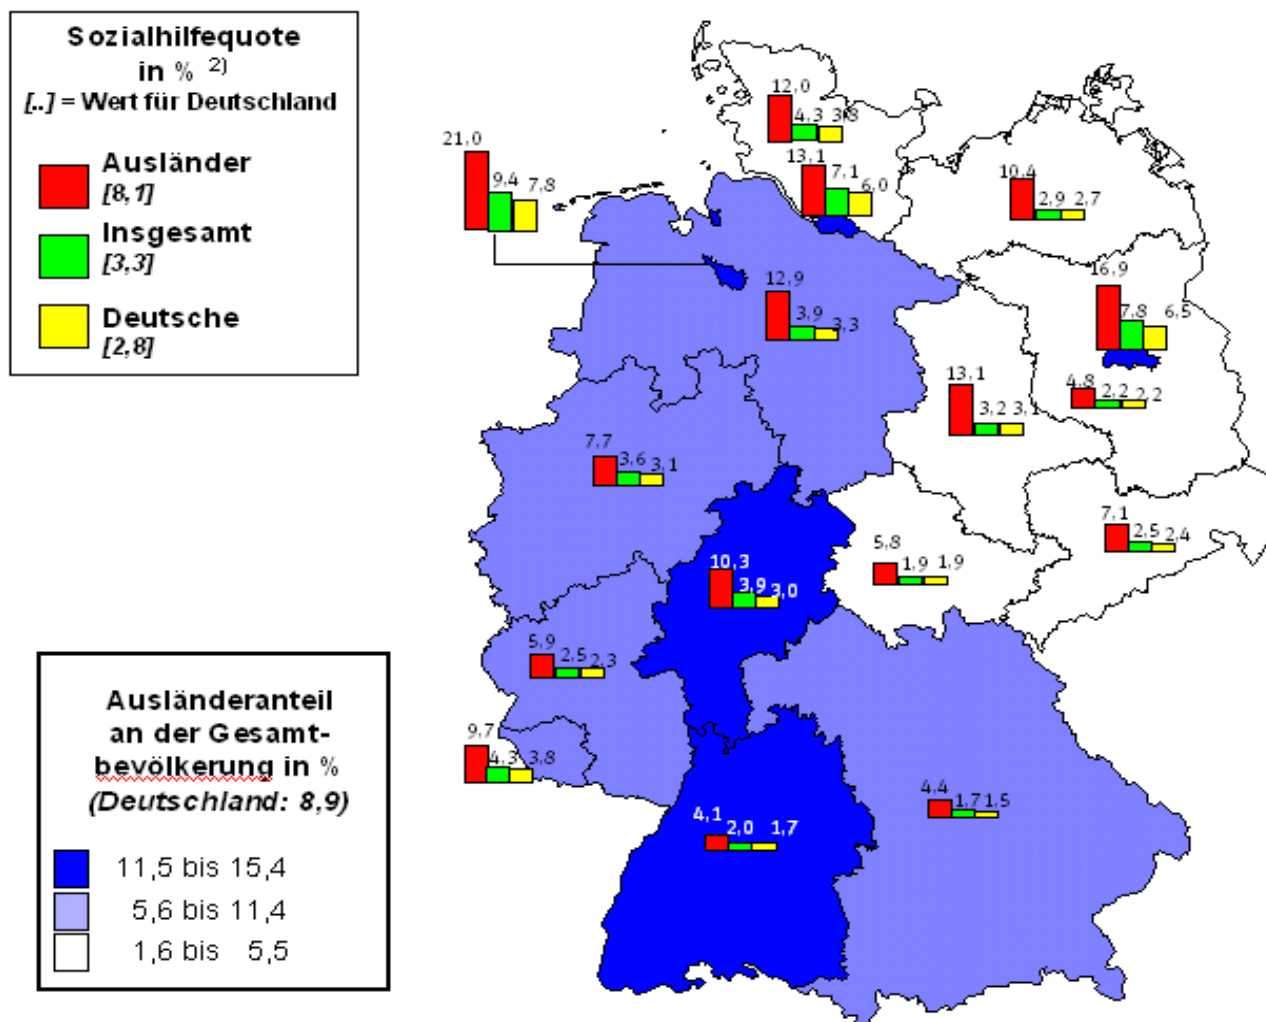 Sozialhilfequote
in % 2)
[..] = Wert für Deutschland
Ausländer
[8,1]
Insgesamt
[3,3]
Deutsche
[2,8]
12,0
4,3 3,8
21,0
9,4 7,8
13,1
7,1
6,0
10,4
2,9 2,7
16,9
7,8 6,5
12,9
3,9
3,3
4,8
2,2 2,2
13,1
3,2 3,1
7,7
3,6 3,1
7,1
2,5 2,4
5,8
1,9 1,9
10,3
3,9 3,0
5,9
2,5 2,3
9,7
4,3 3,8
4,4
1,7 1,5
4,1
2,0 1,7
Ausländeranteil
an der Gesamt-
bevölkerung in %
(Deutschland: 8,9)
11,5 bis 15,4
5,6 bis 11,4
1,6 bis 5,5